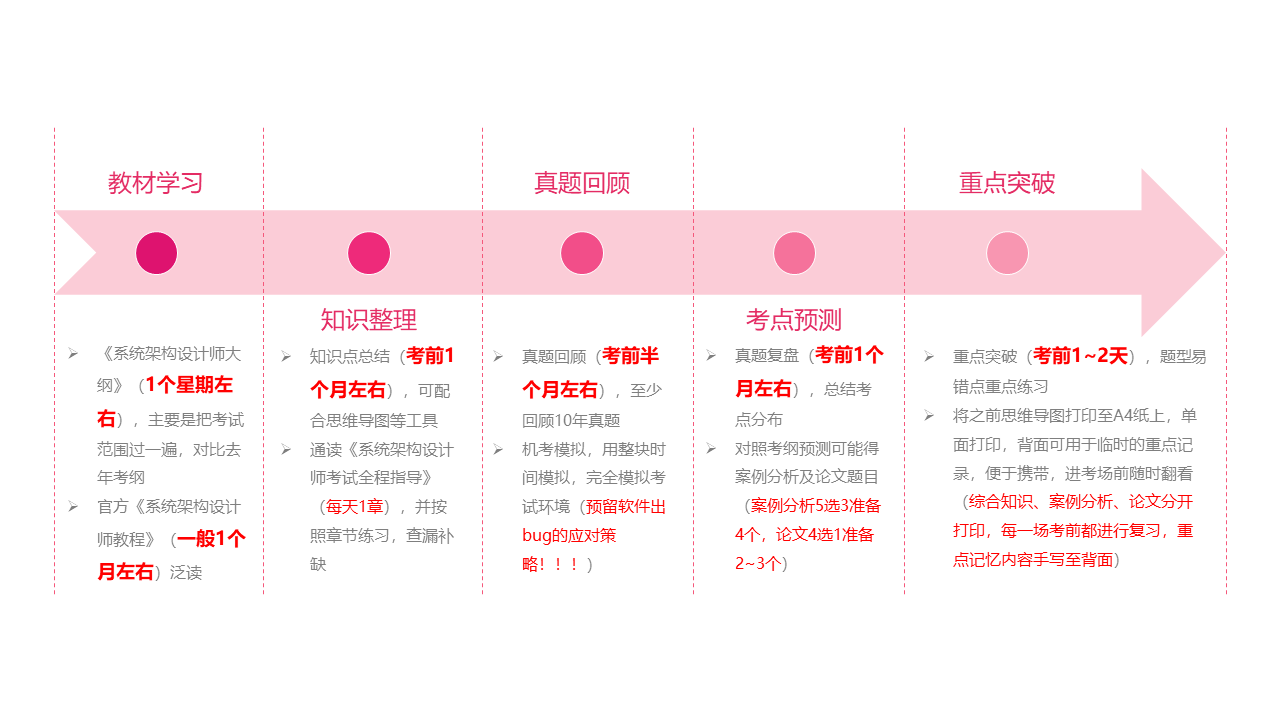 教材学习
《系统架构设计师大
纲》（1个星期左
右），主要是把考试
范围过一遍，对比去
年考纲
官方《系统架构设计
师教程》（一般1个
月左右）泛读
知识整理
知识点总结（考前1
个月左右），可配
合思维导图等工具
通读《系统架构设计
师考试全程指导》
（每天1章），并按
照章节练习，查漏补
缺
真题回顾
真题回顾（考前半
个月左右），至少
回顾10年真题
机考模拟，用整块时
间模拟，完全模拟考
试环境（预留软件出
bug的应对策
略！！！）
考点预测
真题复盘（考前1个
月左右），总结考
点分布
对照考纲预测可能得
案例分析及论文题目
（案例分析5选3准备
4个，论文4选1准备
2~3个）
重点突破
重点突破（考前1~2天），题型易
错点重点练习
将之前思维导图打印至A4纸上，单
面打印，背面可用于临时的重点记
录，便于携带，进考场前随时翻看
（综合知识、案例分析、论文分开
打印，每一场考前都进行复习，重
点记忆内容手写至背面）